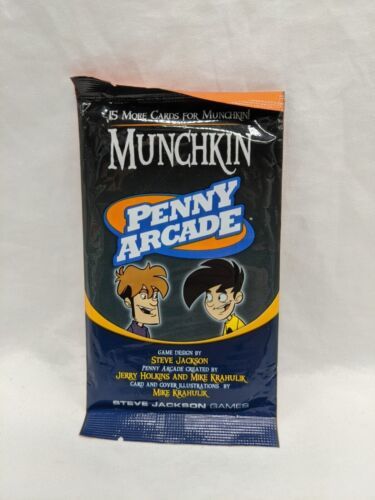 15 More Cards for Munchkin!
Munchkin
PENNY
ARCADE
GAME DESIGN BY
STEVE JACKSON
PENNY ARCADE CREATED BY
JERRY HOLKINS AND MIKE KRAHULIK
CARD AND COVER ILLUSTRATIONS BY
MIKE KRAHULIK
STEVE JACKSON GAMES